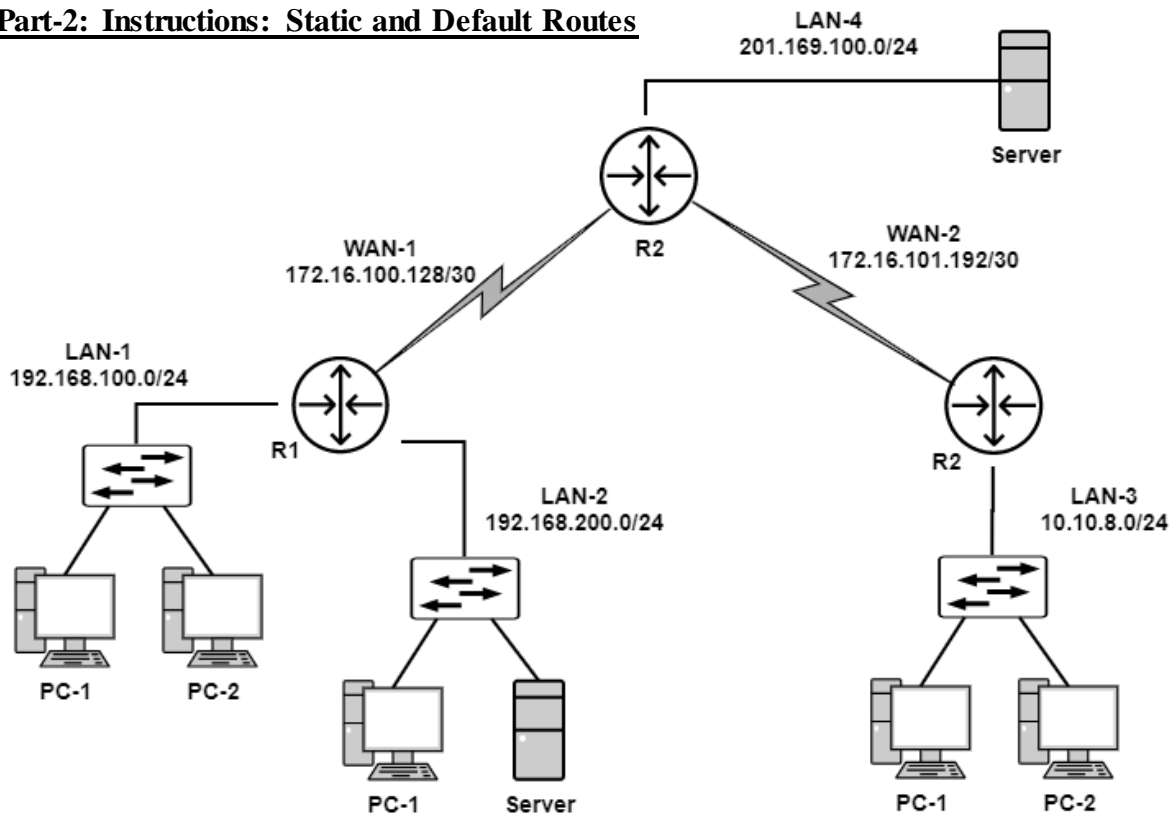 Part-2: Instructions: Static and Default Routes
LAN-4
201.169.100.0/24
Server
R2
WAN-1
172.16.100.128/30
WAN-2
172.16.101.192/30
LAN-1
192.168.100.0/24
R1
R2
LAN-2
192.168.200.0/24
LAN-3
10.10.8.0/24
PC-1
PC-2
PC-1
Server
PC-1
PC-2